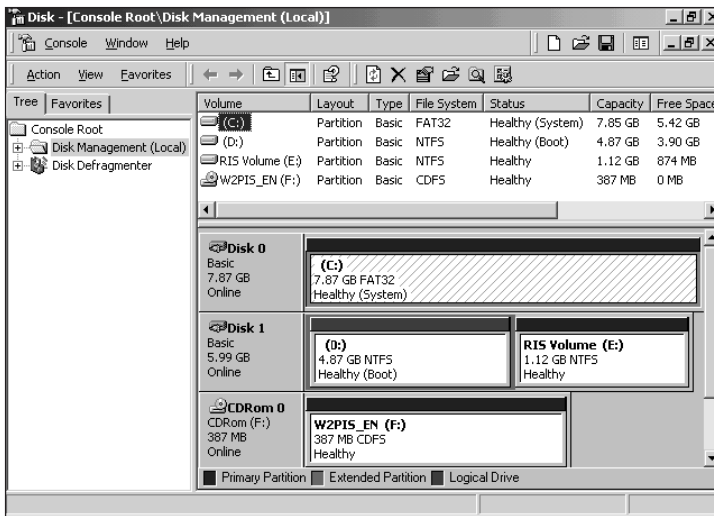 Disk - [Console Root\Disk Management (Local)]
Console Window Help
Action View Favorites
Tree Favorites
Console Root
Disk Management (Local)
Disk Defragmenter
Volume Layout Type File System Status Capacity Free Space
(C:) Partition Basic FAT32 Healthy (System) 7.85 GB 5.42 GB
(D:) Partition Basic NTFS Healthy (Boot) 4.87 GB 3.90 GB
RIS Volume (E:) Partition Basic NTFS Healthy 1.12 GB 874 MB
W2PIS_EN (F:) Partition Basic CDFS Healthy 387 MB 0 MB
Disk 0
Basic
7.87 GB
Online
(C:)
7.87 GB FAT32
Healthy (System)
Disk 1
Basic
5.99 GB
Online
(D:)
4.87 GB NTFS
Healthy (Boot)
RIS Volume (E:)
1.12 GB NTFS
Healthy
CDRom 0
CDRom (F:)
387 MB
Online
W2PIS_EN (F:)
387 MB CDFS
Healthy
Primary Partition Extended Partition Logical Drive